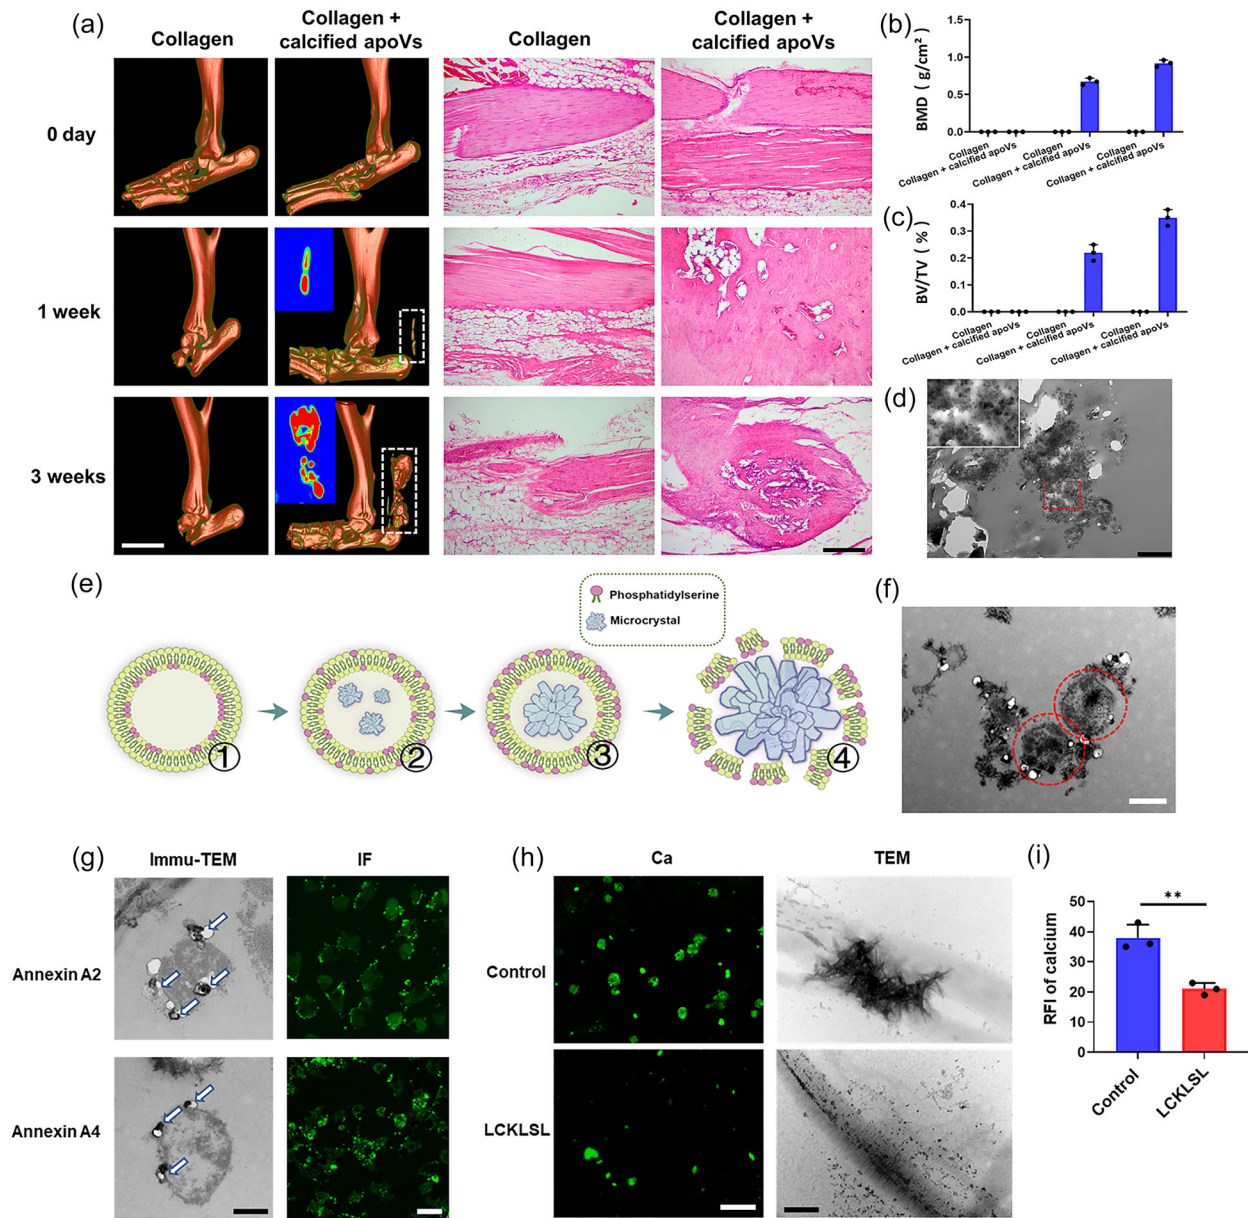 (a)
Collagen
Collagen +
calcified apoVs
Collagen
Collagen +
calcified apoVs
0 day
1 week
3 weeks
(b)
BMD ( g/cm² )
1.5
1.0
0.5
0.0
Collagen
Collagen + calcified apoVs
Collagen
Collagen + calcified apoVs
Collagen
Collagen + calcified apoVs
(c)
BV/TV ( % )
0.4
0.3
0.2
0.1
0.0
Collagen
Collagen + calcified apoVs
Collagen
Collagen + calcified apoVs
Collagen
Collagen + calcified apoVs
(d)
(e)
Phosphatidylserine
Microcrystal
①
②
③
④
(f)
(g)
Immu-TEM
IF
Annexin A2
Annexin A4
(h)
Ca
TEM
Control
LCKLSL
(i)
RFI of calcium
50
40
30
20
10
0
**
Control
LCKLSL